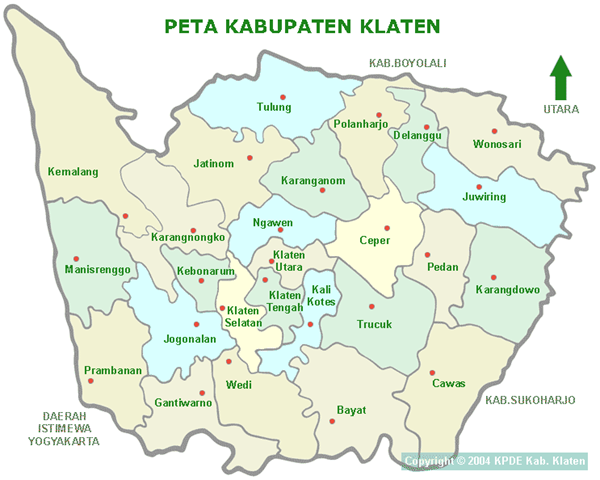 PETA KABUPATEN KLATEN
KAB.BOYOLALI
UTARA
Tulung
Polanharjo
Delanggu
Wonosari
Kemalang
Jatinom
Karanganom
Juwiring
Karangnongko
Ngawen
Ceper
Klaten
Utara
Manisrenggo
Kebonarum
Pedan
Karangdowo
Klaten
Tengah
Kali
Kotes
Klaten
Selatan
Trucuk
Jogonalan
Prambanan
Wedi
Cawas
Gantiwarno
Bayat
KAB.SUKOHARJO
DAERAH
ISTIMEWA
YOGYAKARTA
Copyright © 2004 KPDE Kab. Klaten